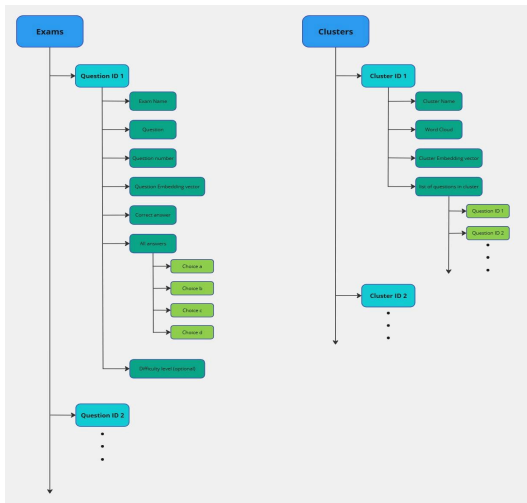 Exams
Question ID 1
Exam Name
Question
Question number
Question Embedding vector
Correct answer
All answers
Choice a
Choice b
Choice c
Choice d
Difficulty level (optional)
Question ID 2
Clusters
Cluster ID 1
Cluster Name
Word Cloud
Cluster Embedding vector
list of questions in cluster
Question ID 1
Question ID 2
Cluster ID 2